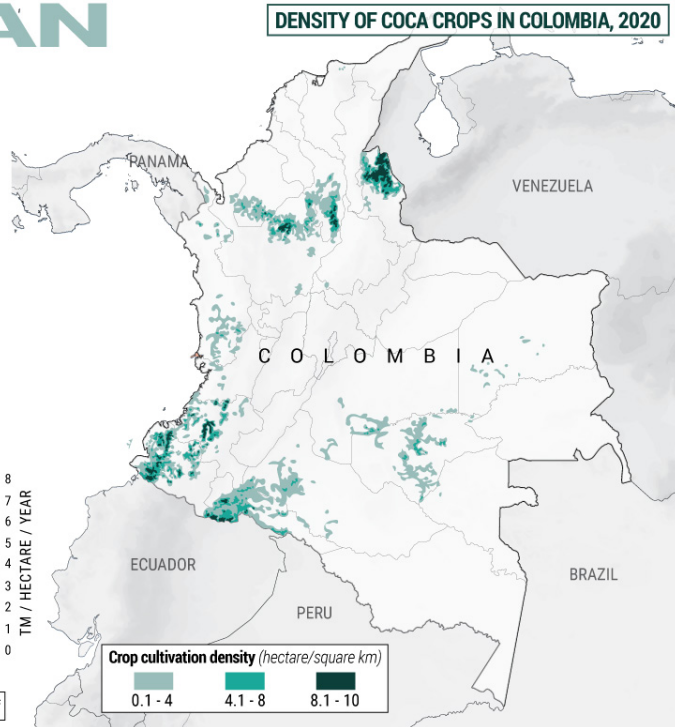 AN
DENSITY OF COCA CROPS IN COLOMBIA, 2020
PANAMA
VENEZUELA
COLOMBIA
8
7
6
5
4
3
2
1
0
TM / HECTARE / YEAR
ECUADOR
BRAZIL
PERU
Crop cultivation density (hectare/square km)
0.1 - 4 4.1 - 8 8.1 - 10